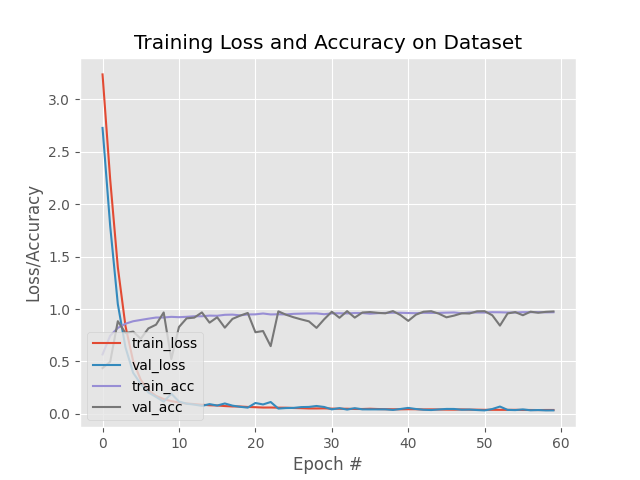 Training Loss and Accuracy on Dataset
3.0
2.5
2.0
1.5
1.0
0.5
0.0
Loss/Accuracy
train_loss
val_loss
train_acc
val_acc
0 10 20 30 40 50 60
Epoch #